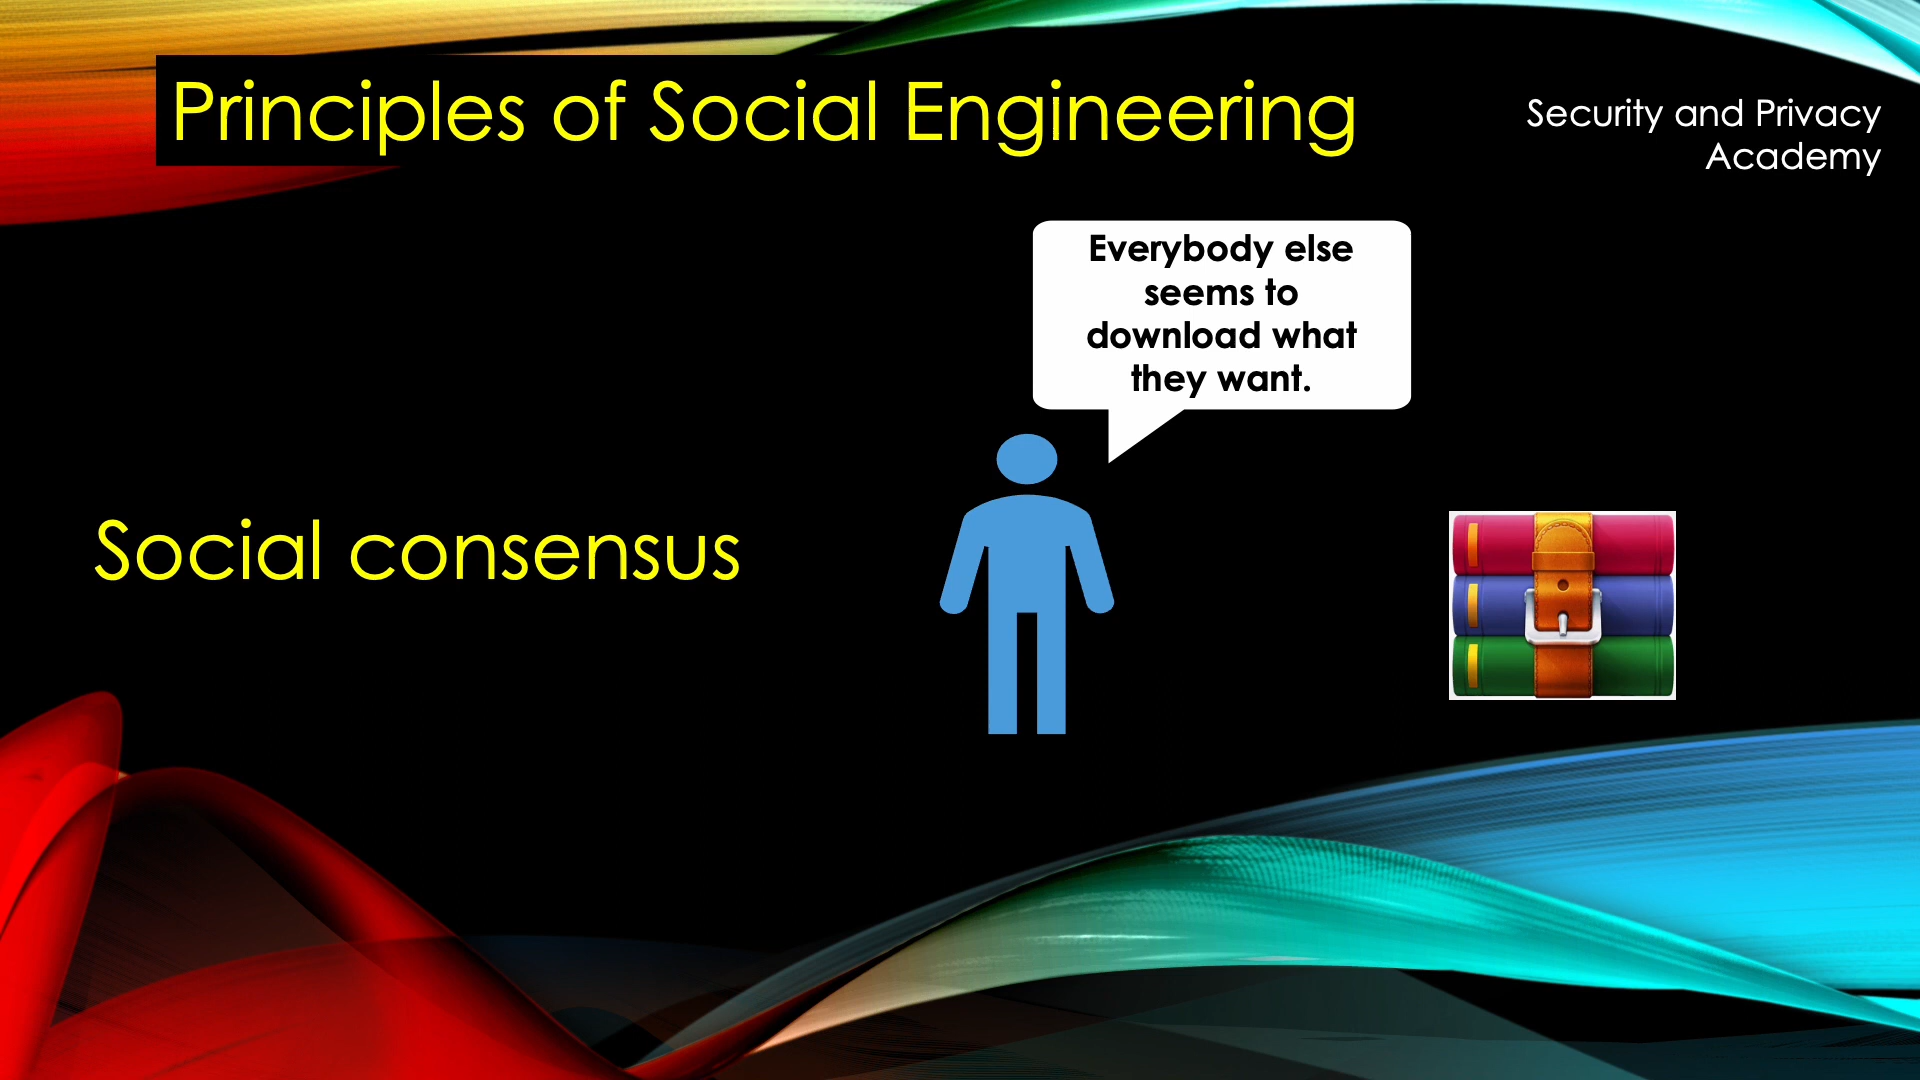 Principles of Social Engineering
Security and Privacy
Academy
Everybody else
seems to
download what
they want.
Social consensus